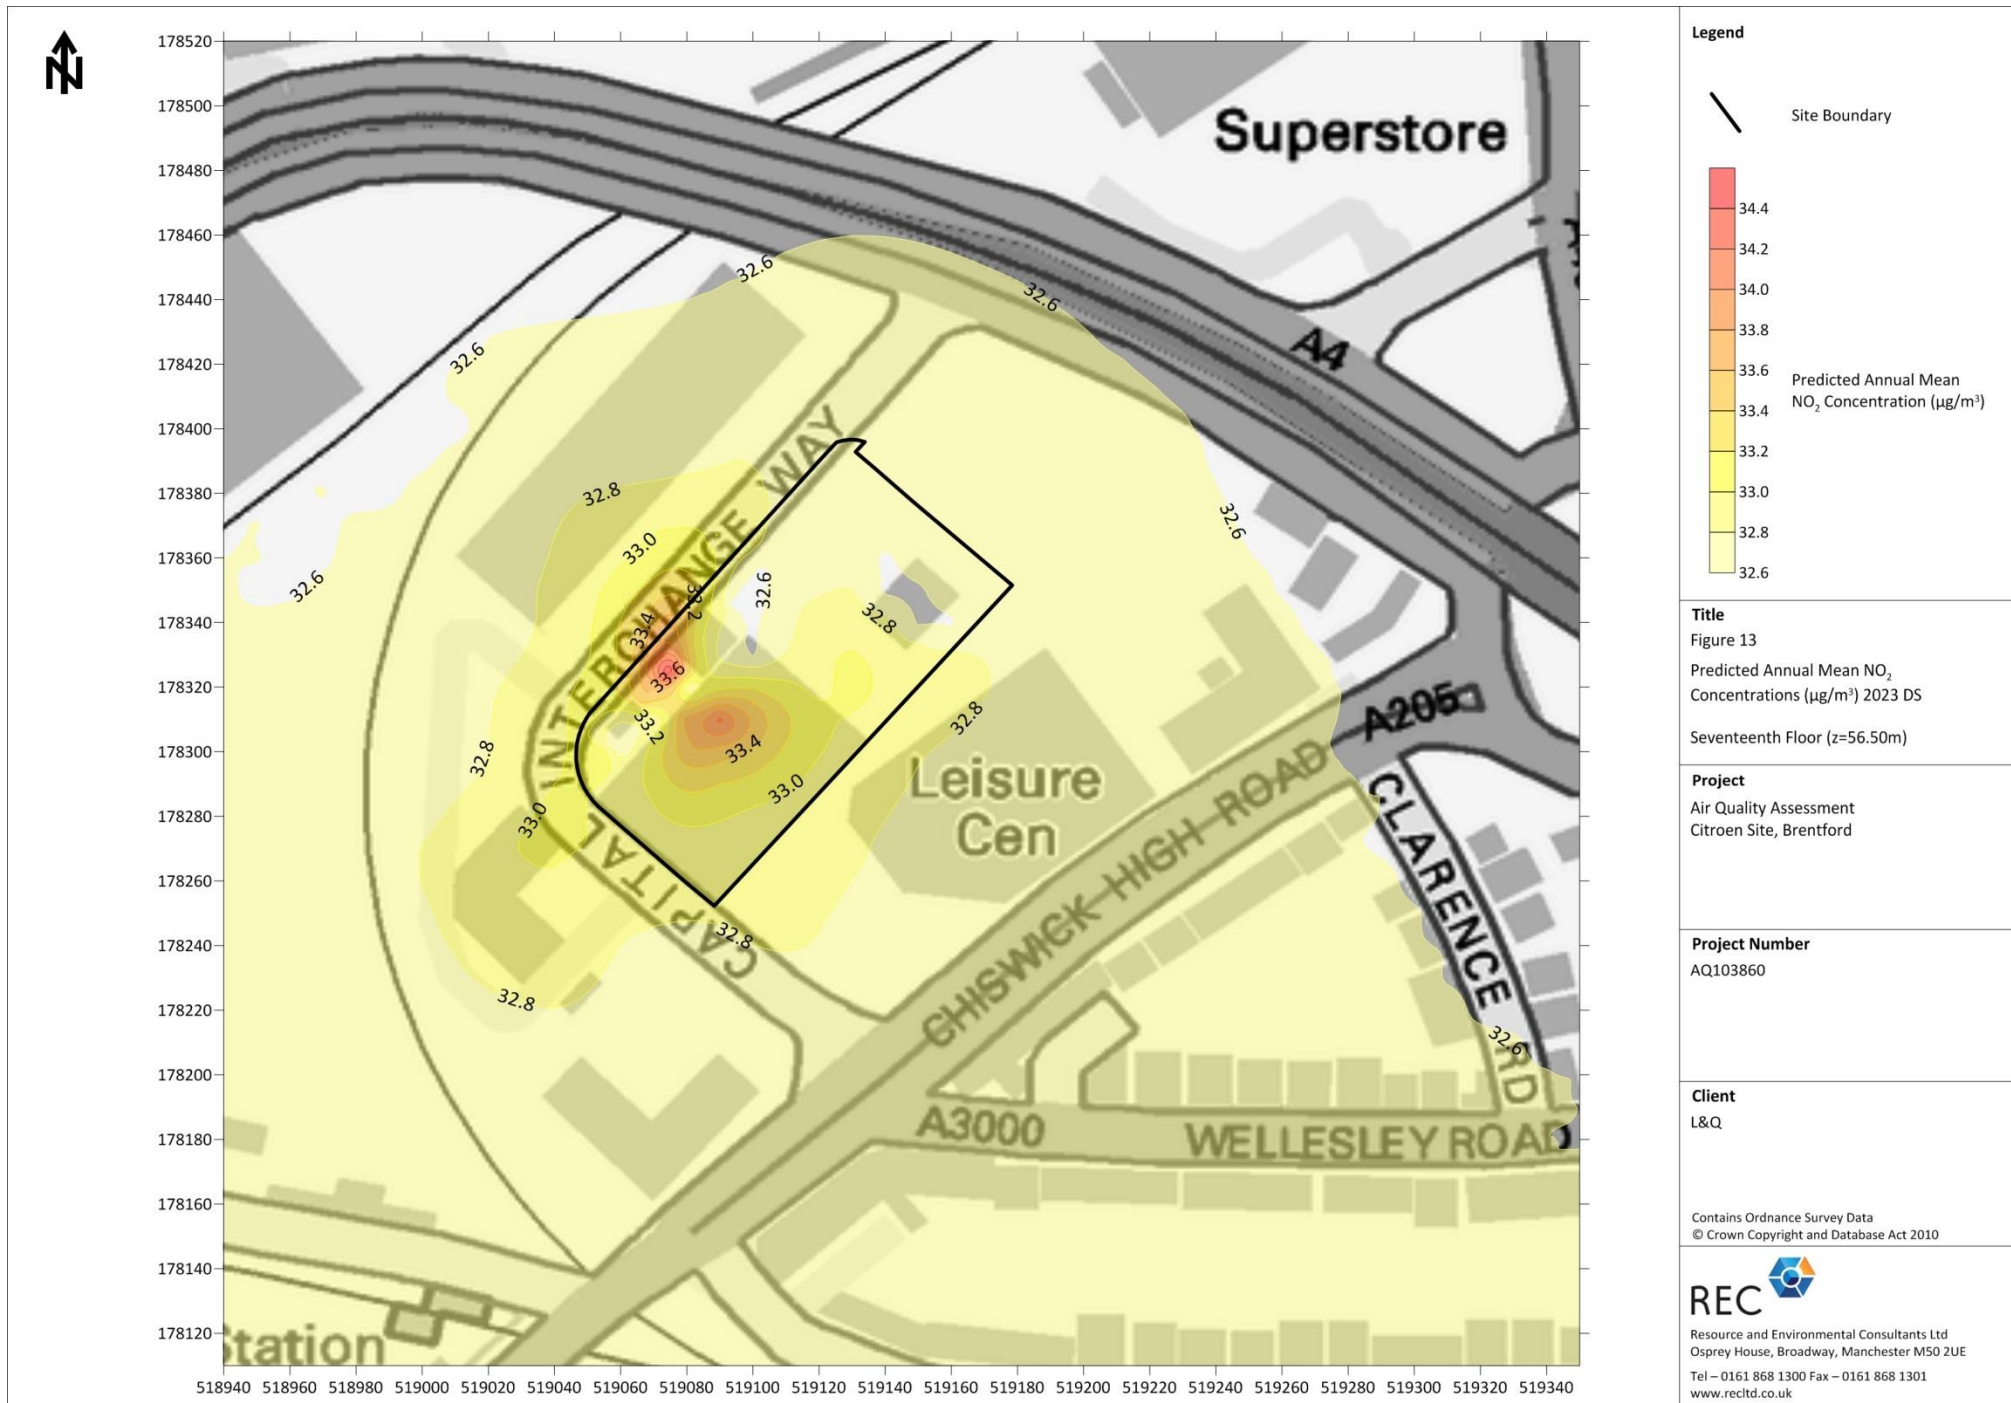 N
178520
178500
178480
178460
178440
178420
178400
178380
178360
178340
178320
178300
178280
178260
178240
178220
178200
178180
178160
178140
178120
518940 518960 518980 519000 519020 519040 519060 519080 519100 519120 519140 519160 519180 519200 519220 519240 519260 519280 519300 519320 519340
Superstore
A4
32.6
32.6
32.6
32.6
32.6
32.6
32.6
32.8
33.0
33.2
33.4
33.6
32.8
33.2
33.4
33.0
32.8
32.8
33.0
32.8
32.8
INTERCHANGE WAY
CAPITAL
Leisure
Cen
A205
CHISWICK HIGH ROAD
CLARENCE
RD
A3000
WELLESLEY ROAD
Station
Legend
Site Boundary
34.4
34.2
34.0
33.8
33.6
33.4
33.2
33.0
32.8
32.6
Predicted Annual Mean
NO₂ Concentration (µg/m³)
Title
Figure 13
Predicted Annual Mean NO₂
Concentrations (µg/m³) 2023 DS
Seventeenth Floor (z=56.50m)
Project
Air Quality Assessment
Citroen Site, Brentford
Project Number
AQ103860
Client
L&Q
Contains Ordnance Survey Data
© Crown Copyright and Database Act 2010
REC
Resource and Environmental Consultants Ltd
Osprey House, Broadway, Manchester M50 2UE
Tel – 0161 868 1300 Fax – 0161 868 1301
www.recltd.co.uk